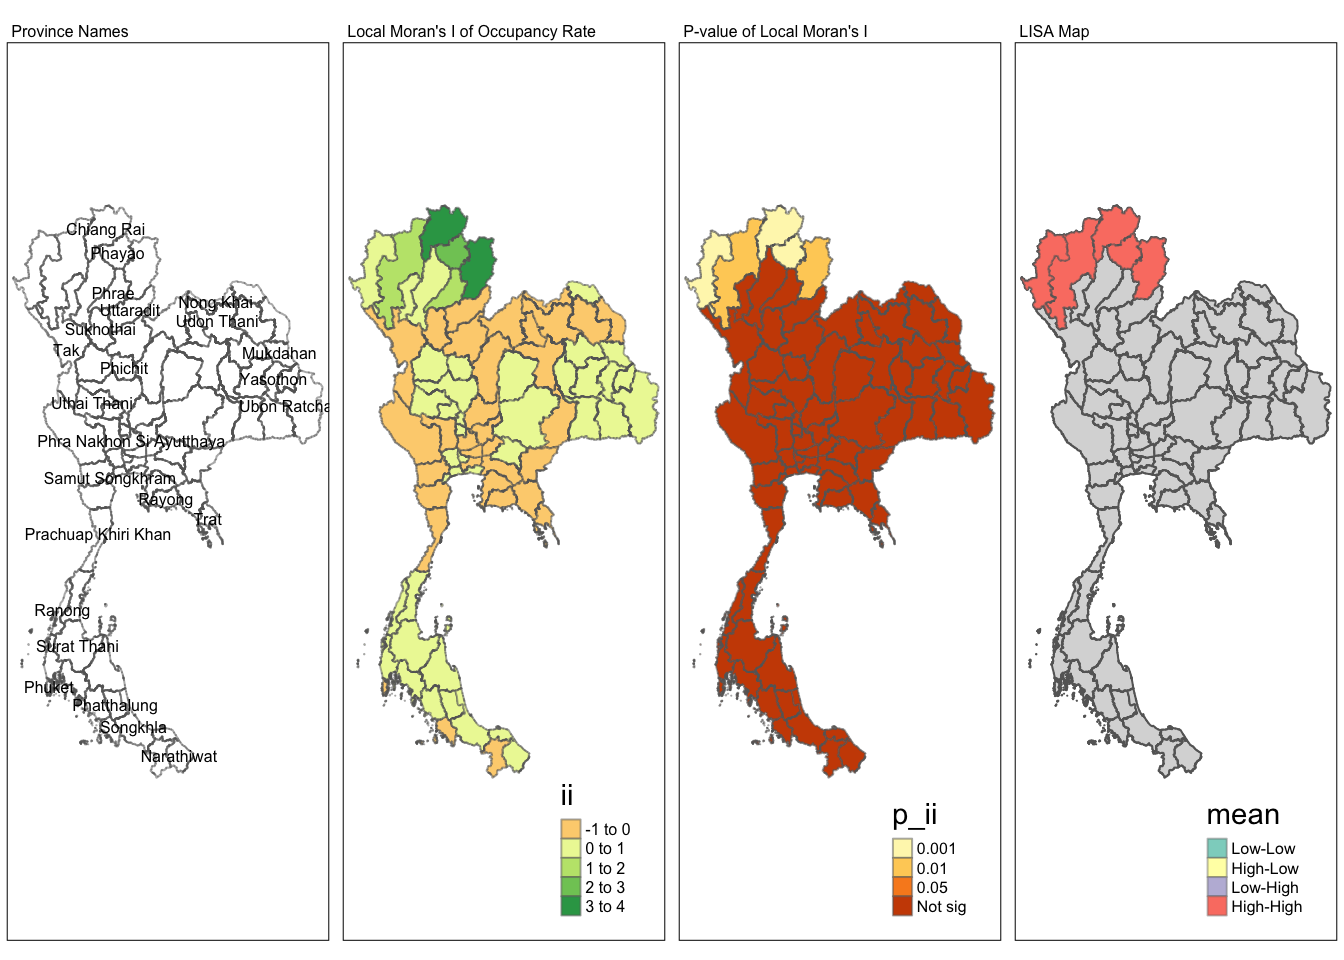 Province Names
Chiang Rai
Phayao
Phrae
Uttaradit
Nong Khai
Sukhothai
Udon Thani
Tak
Mukdahan
Phichit
Yasothon
Uthai Thani
Ubon Ratcha
Phra Nakhon Si Ayutthaya
Samut Songkhram
Rayong
Trat
Prachuap Khiri Khan
Ranong
Surat Thani
Phuket
Phatthalung
Songkhla
Narathiwat
Local Moran's I of Occupancy Rate
ii
-1 to 0
0 to 1
1 to 2
2 to 3
3 to 4
P-value of Local Moran's I
p_ii
0.001
0.01
0.05
Not sig
LISA Map
mean
Low-Low
High-Low
Low-High
High-High